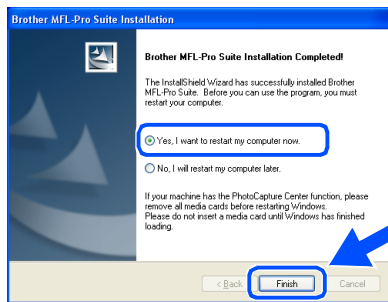 Brother MFL-Pro Suite Installation
Brother MFL-Pro Suite Installation Completed!
The InstallShield Wizard has successfully installed Brother
MFL-Pro Suite. Before you can use the program, you must
restart your computer.
Yes, I want to restart my computer now.
No, I will restart my computer later.
If your machine has the PhotoCapture Center function, please
remove all media cards before restarting Windows.
Please do not insert a media card until Windows has finished
loading.
< Back Finish Cancel